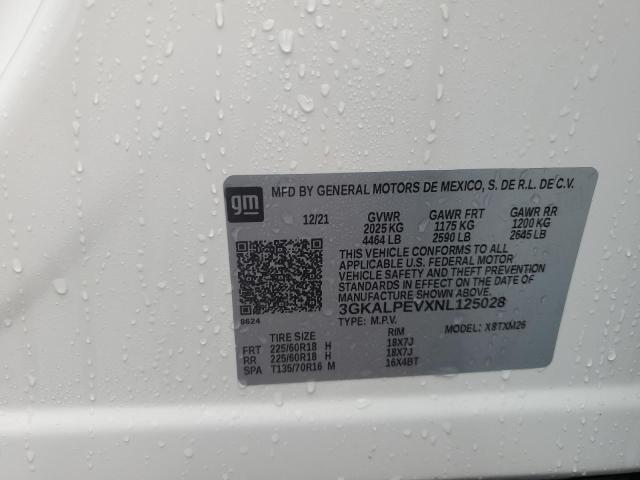 gm MFD BY GENERAL MOTORS DE MEXICO, S. DE R.L. DE C.V.
12/21 GVWR GAWR FRT GAWR RR
2025 KG 1175 KG 1200 KG
4464 LB 2590 LB 2645 LB
THIS VEHICLE CONFORMS TO ALL
APPLICABLE U.S. FEDERAL MOTOR
VEHICLE SAFETY AND THEFT PREVENTION
STANDARDS IN EFFECT ON THE DATE OF
MANUFACTURE SHOWN ABOVE.
3GKALPEVXNL125028
8624
TYPE: M.P.V. MODEL: X8TXM26
TIRE SIZE RIM
FRT 225/60R18 H 18X7J
RR 225/60R18 H 18X7J
SPA T135/70R16 M 16X4BT